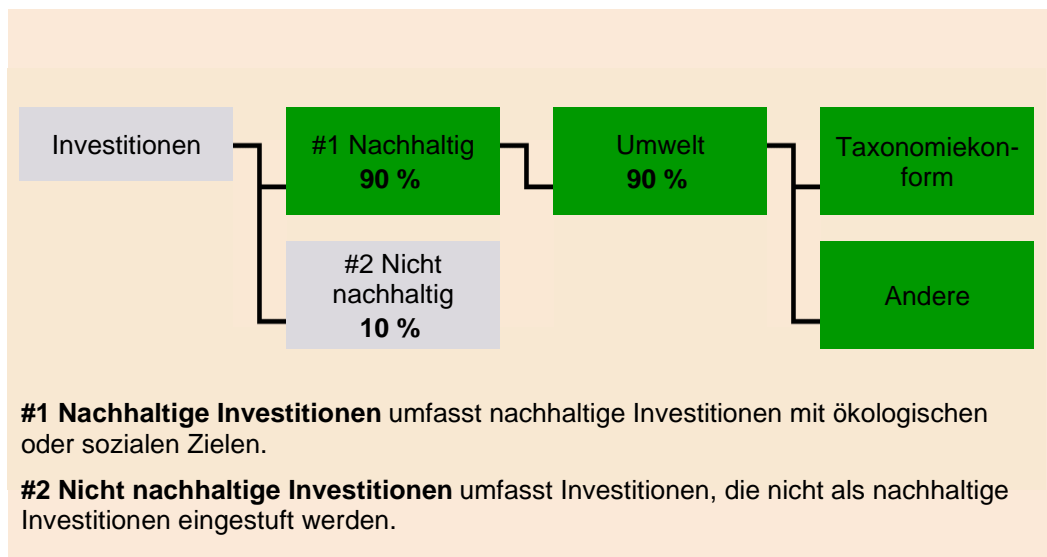 Investitionen
#1 Nachhaltig
90 %
Umwelt
90 %
Taxonomiekon-
form
#2 Nicht
nachhaltig
10 %
Andere
#1 Nachhaltige Investitionen umfasst nachhaltige Investitionen mit ökologischen
oder sozialen Zielen.
#2 Nicht nachhaltige Investitionen umfasst Investitionen, die nicht als nachhaltige
Investitionen eingestuft werden.